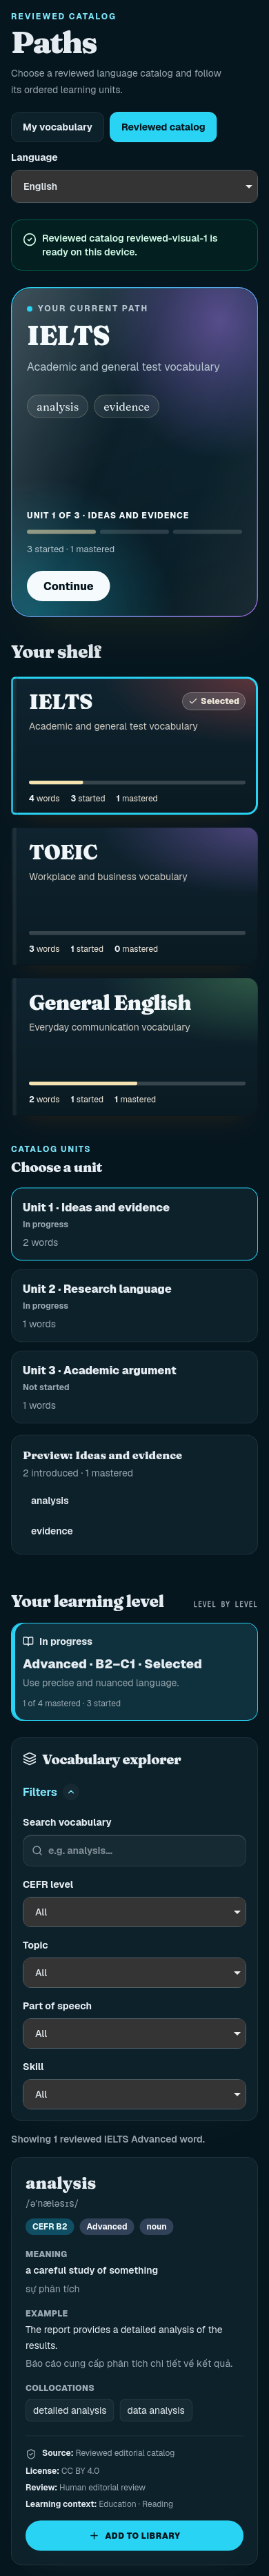 REVIEWED CATALOG
Paths
Choose a reviewed language catalog and follow
its ordered learning units.
My vocabulary
Reviewed catalog
Language
English
Reviewed catalog reviewed-visual-1 is
ready on this device.
YOUR CURRENT PATH
IELTS
Academic and general test vocabulary
analysis
evidence
UNIT 1 OF 3 · IDEAS AND EVIDENCE
3 started · 1 mastered
Continue
Your shelf
IELTS
Selected
Academic and general test vocabulary
4 words 3 started 1 mastered
TOEIC
Workplace and business vocabulary
3 words 1 started 0 mastered
General English
Everyday communication vocabulary
2 words 1 started 1 mastered
CATALOG UNITS
Choose a unit
Unit 1 · Ideas and evidence
In progress
2 words
Unit 2 · Research language
In progress
1 words
Unit 3 · Academic argument
Not started
1 words
Preview: Ideas and evidence
2 introduced · 1 mastered
analysis
evidence
Your learning level
LEVEL BY LEVEL
In progress
Advanced · B2–C1 · Selected
Use precise and nuanced language.
1 of 4 mastered · 3 started
Vocabulary explorer
Filters
Search vocabulary
e.g. analysis...
CEFR level
All
Topic
All
Part of speech
All
Skill
All
Showing 1 reviewed IELTS Advanced word.
analysis
/əˈnæləsɪs/
CEFR B2
Advanced
noun
MEANING
a careful study of something
sự phân tích
EXAMPLE
The report provides a detailed analysis of the
results.
Báo cáo cung cấp phân tích chi tiết về kết quả.
COLLOCATIONS
detailed analysis
data analysis
Source: Reviewed editorial catalog
License: CC BY 4.0
Review: Human editorial review
Learning context: Education · Reading
ADD TO LIBRARY